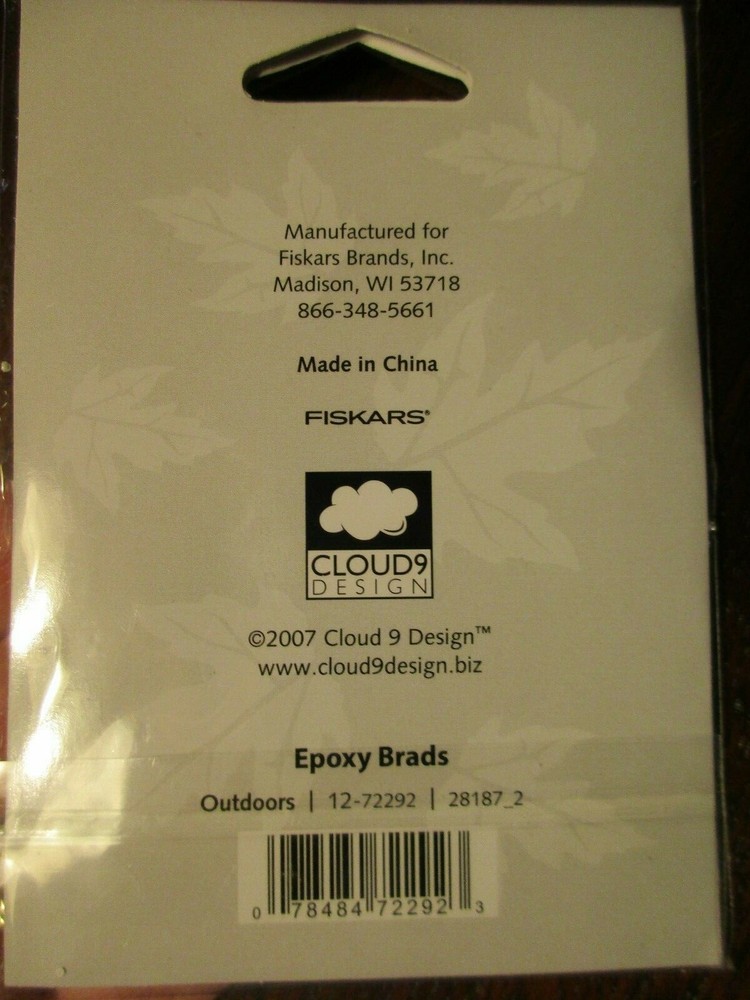 Manufactured for
Fiskars Brands, Inc.
Madison, WI 53718
866-348-5661
Made in China
FISKARS®
CLOUD9
DESIGN
©2007 Cloud 9 Design™
www.cloud9design.biz
Epoxy Brads
Outdoors | 12-72292 | 28187_2
0 78484 72292 3